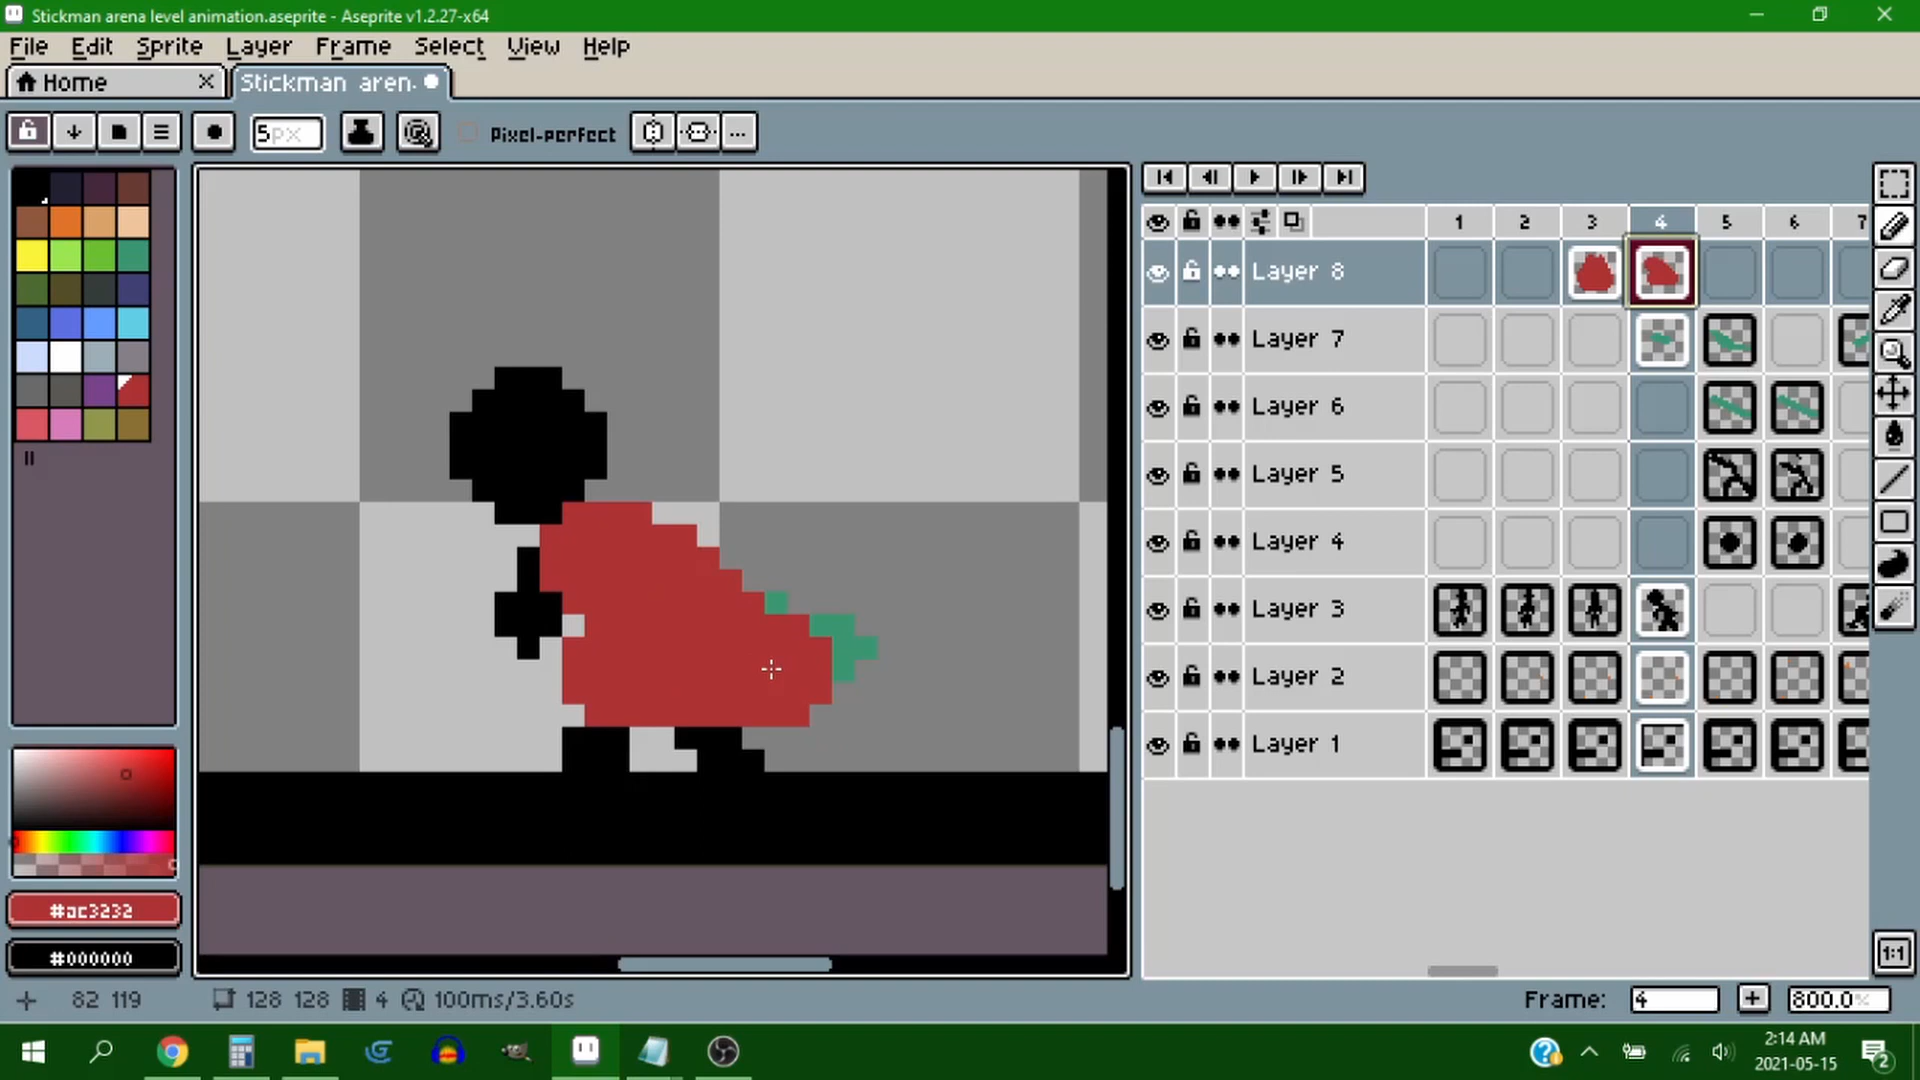 Stickman arena level animation.aseprite - Aseprite v1.2.27-x64
File Edit Sprite Layer Frame Select View Help
Home
Stickman aren.
5px
Pixel-perfect
1 2 3 4 5 6 7
Layer 8
Layer 7
Layer 6
Layer 5
Layer 4
Layer 3
Layer 2
Layer 1
#ac3232
#000000
1:1
82 119
128 128
4
100ms/3.60s
Frame: 4
800.0%
2:14 AM
2021-05-15
2